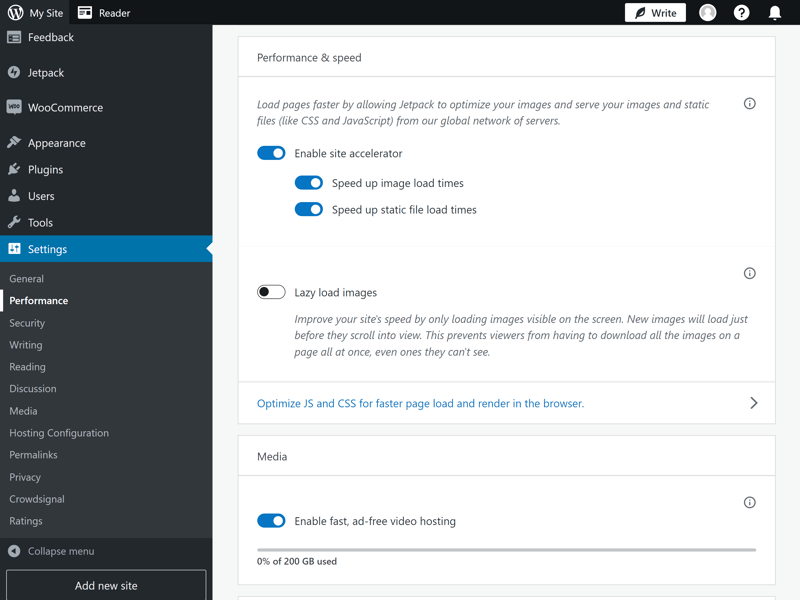 My Site
Reader
Write
Feedback
Jetpack
WooCommerce
Appearance
Plugins
Users
Tools
Settings
General
Performance
Security
Writing
Reading
Discussion
Media
Hosting Configuration
Permalinks
Privacy
Crowdsignal
Ratings
Collapse menu
Add new site
Performance & speed
Load pages faster by allowing Jetpack to optimize your images and serve your images and static
files (like CSS and JavaScript) from our global network of servers.
Enable site accelerator
Speed up image load times
Speed up static file load times
Lazy load images
Improve your site's speed by only loading images visible on the screen. New images will load just
before they scroll into view. This prevents viewers from having to download all the images on a
page all at once, even ones they can't see.
Optimize JS and CSS for faster page load and render in the browser.
Media
Enable fast, ad-free video hosting
0% of 200 GB used